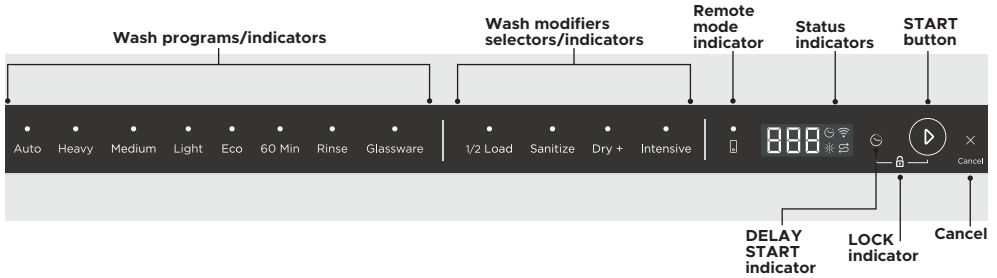 Wash programs/indicators
Wash modifiers
selectors/indicators
Remote
mode
indicator
Status
indicators
START
button
Auto Heavy Medium Light Eco 60 Min Rinse Glassware 1/2 Load Sanitize Dry + Intensive 888
Cancel
DELAY
START
indicator
LOCK
indicator
Cancel